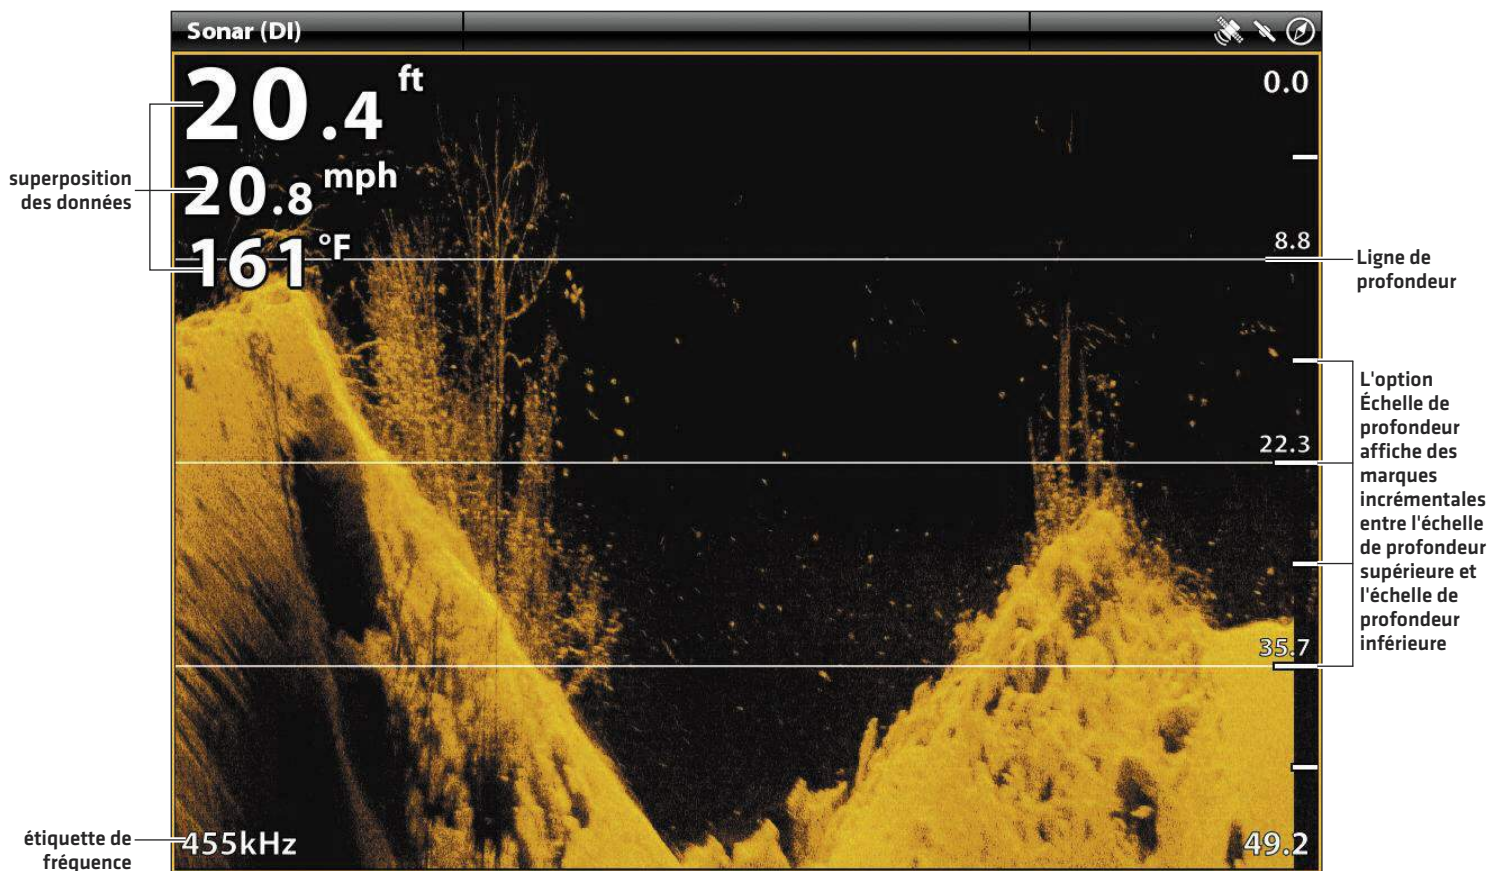 Sonar (DI)
20.4 ft
20.8 mph
161 °F
superposition
des données
0.0
8.8
Ligne de
profondeur
22.3
L'option
Échelle de
profondeur
affiche des
marques
incrémentales
entre l'échelle
de profondeur
supérieure et
l'échelle de
profondeur
inférieure
35.7
49.2
455kHz
étiquette de
fréquence